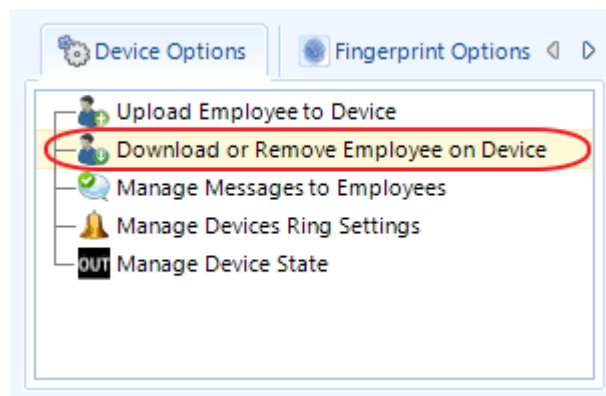 Device Options
Fingerprint Options
Upload Employee to Device
Download or Remove Employee on Device
Manage Messages to Employees
Manage Devices Ring Settings
OUT Manage Device State